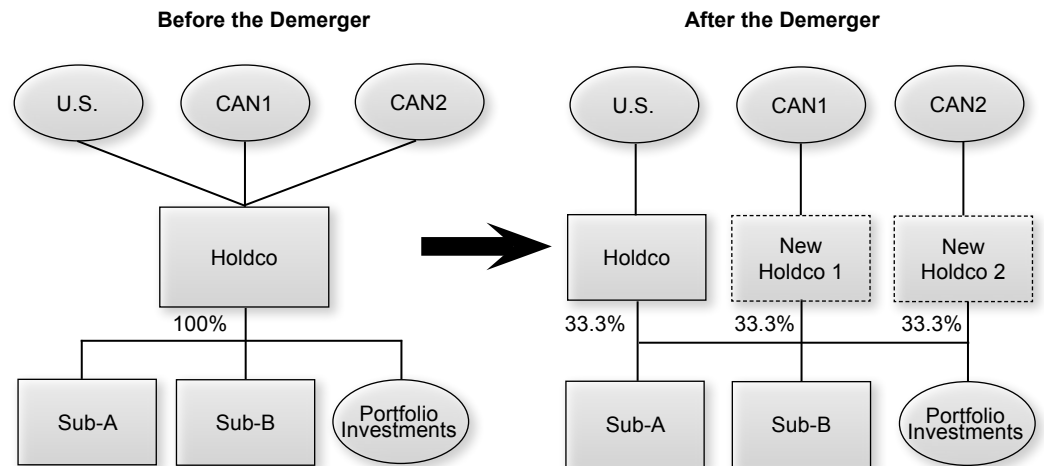 Before the Demerger
After the Demerger
U.S.
CAN1
CAN2
U.S.
CAN1
CAN2
Holdco
Holdco
New
Holdco 1
New
Holdco 2
100%
33.3%
33.3%
33.3%
Sub-A
Sub-B
Portfolio
Investments
Sub-A
Sub-B
Portfolio
Investments